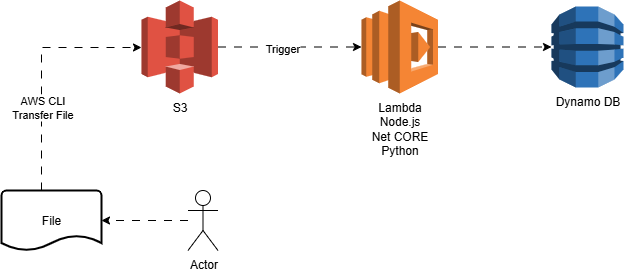 AWS CLI
Transfer File
S3
Trigger
Lambda
Node.js
Net CORE
Python
Dynamo DB
File
Actor